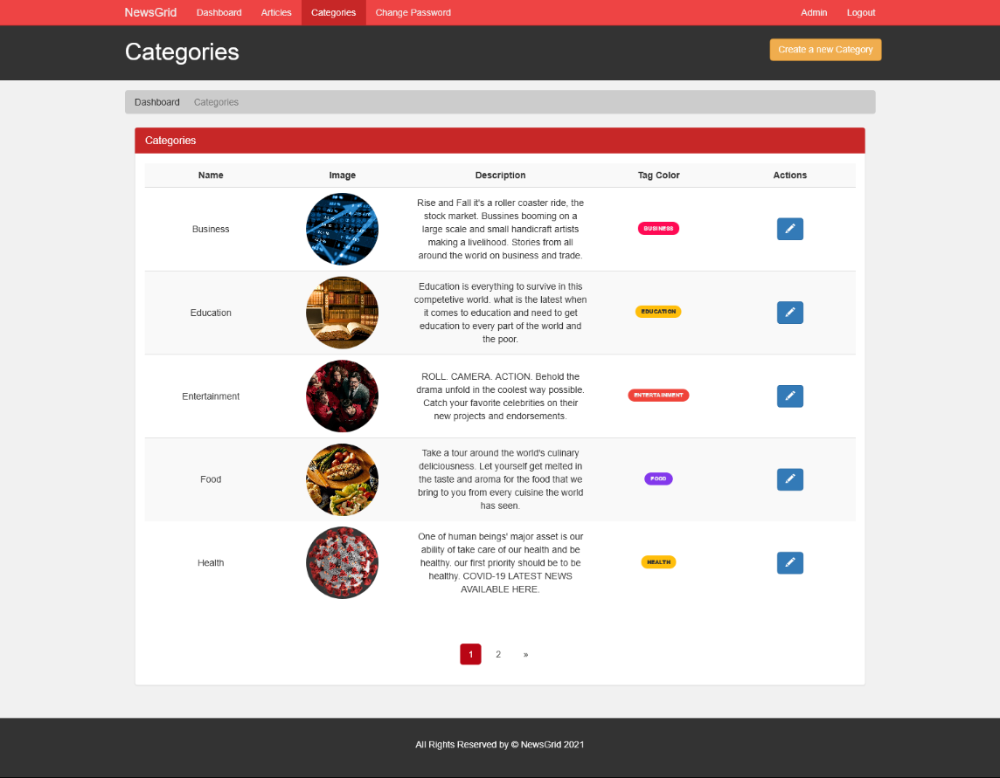 NewsGrid Dashboard Articles Categories Change Password Admin Logout
Categories
Create a new Category
Dashboard Categories
Categories
Name Image Description Tag Color Actions
Business
Rise and Fall it's a roller coaster ride, the
stock market. Bussines booming on a
large scale and small handicraft artists
making a livelihood. Stories from all
around the world on business and trade.
BUSINESS
Education
Education is everything to survive in this
competetive world. what is the latest when
it comes to education and need to get
education to every part of the world and
the poor.
EDUCATION
Entertainment
ROLL. CAMERA. ACTION. Behold the
drama unfold in the coolest way possible.
Catch your favorite celebrities on their
new projects and endorsements.
ENTERTAINMENT
Food
Take a tour around the world's culinary
deliciousness. Let yourself get melted in
the taste and aroma for the food that we
bring to you from every cuisine the world
has seen.
FOOD
Health
One of human beings' major asset is our
ability of take care of our health and be
healthy. our first priority should be to be
healthy. COVID-19 LATEST NEWS
AVAILABLE HERE.
HEALTH
1 2 »
All Rights Reserved by © NewsGrid 2021